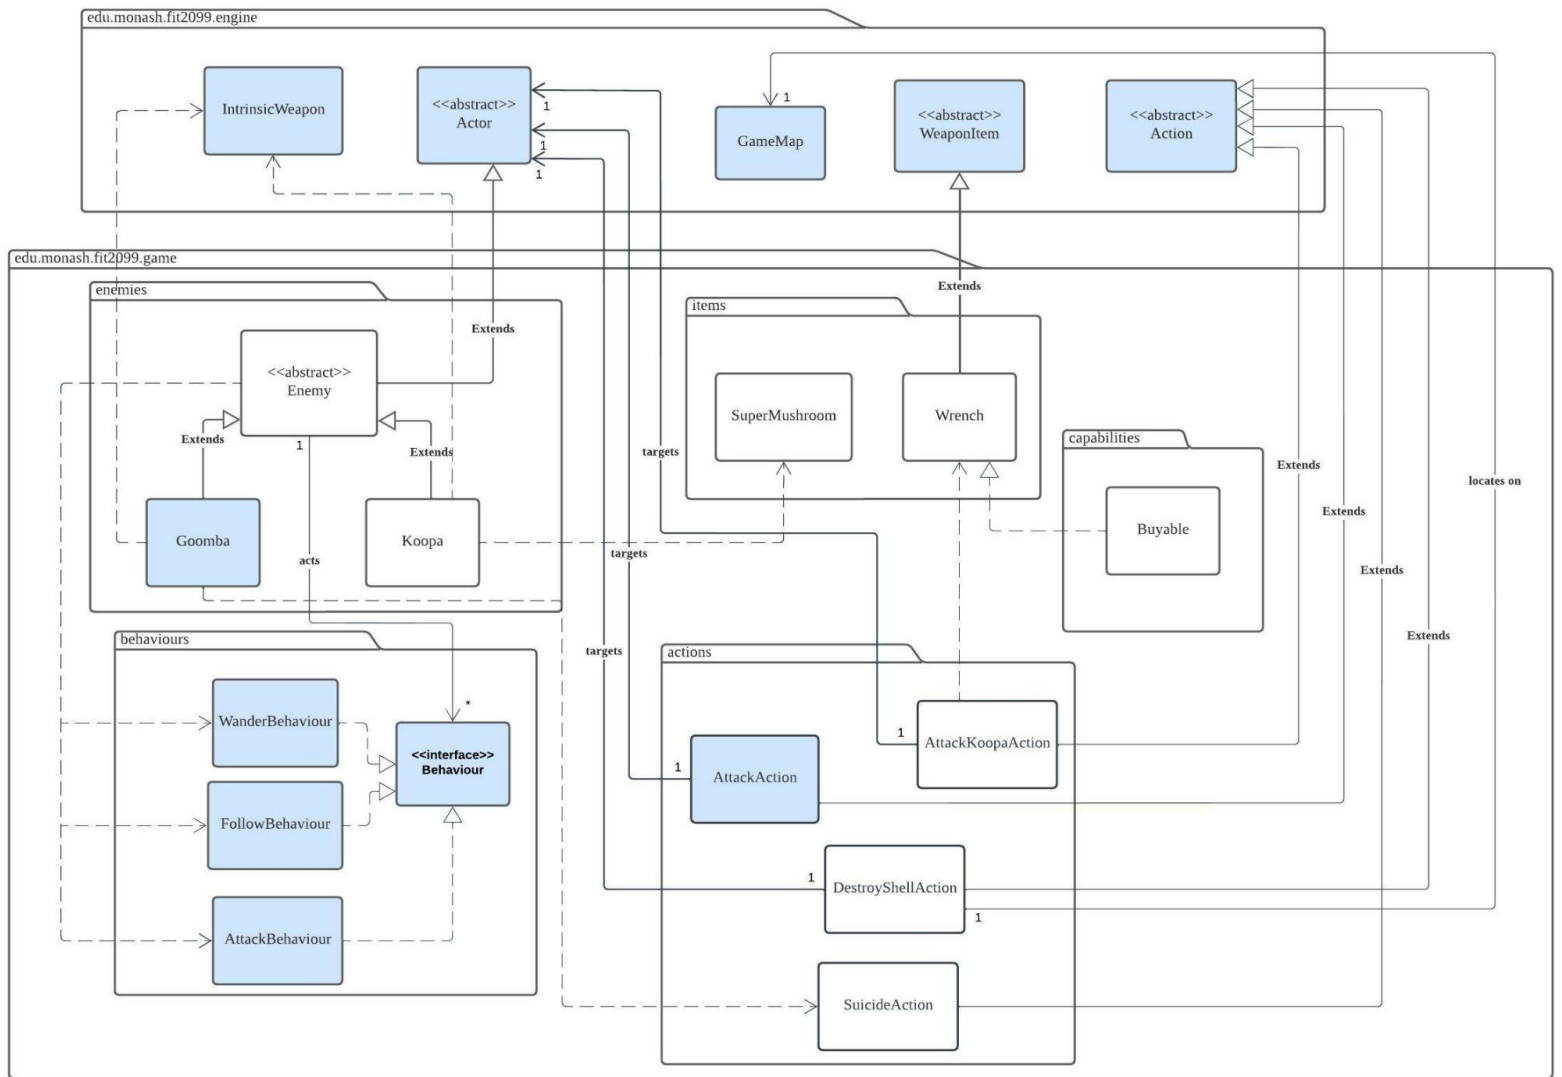 edu.monash.fit2099.engine
IntrinsicWeapon
<<abstract>>
Actor
1
1
1
GameMap
1
<<abstract>>
WeaponItem
<<abstract>>
Action
edu.monash.fit2099.game
enemies
<<abstract>>
Enemy
1
Extends
Extends
Extends
Goomba
Koopa
acts
items
Extends
SuperMushroom
Wrench
capabilities
Buyable
targets
targets
targets
Extends
Extends
Extends
Extends
locates on
behaviours
WanderBehaviour
FollowBehaviour
AttackBehaviour
*
<<interface>>
Behaviour
actions
1
AttackKoopaAction
1
AttackAction
1
DestroyShellAction
1
SuicideAction